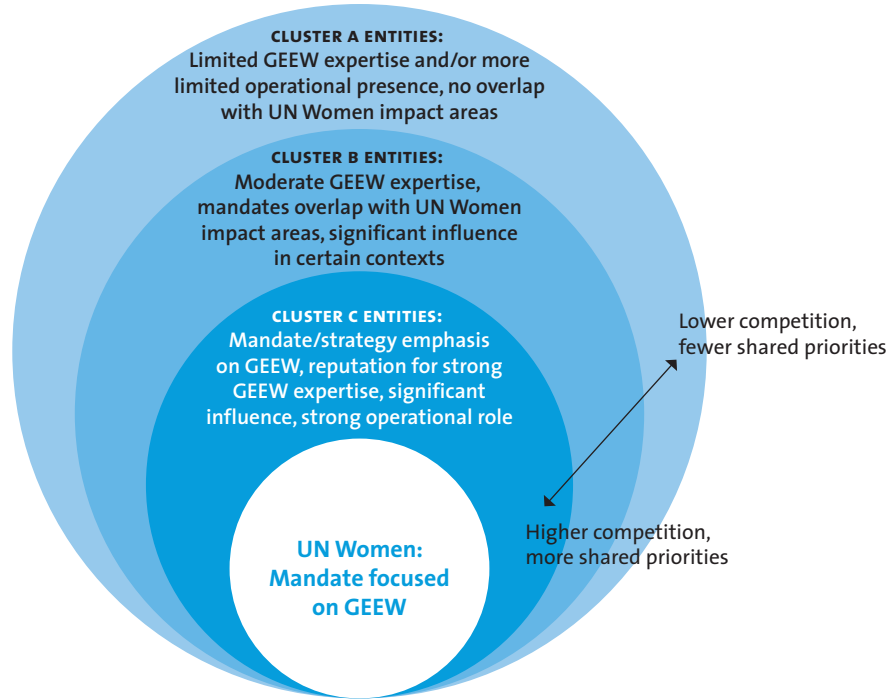 CLUSTER A ENTITIES:
Limited GEEW expertise and/or more
limited operational presence, no overlap
with UN Women impact areas
CLUSTER B ENTITIES:
Moderate GEEW expertise,
mandates overlap with UN Women
impact areas, significant influence
in certain contexts
CLUSTER C ENTITIES:
Mandate/strategy emphasis
on GEEW, reputation for strong
GEEW expertise, significant
influence, strong operational role
Lower competition,
fewer shared priorities
Higher competition,
more shared priorities
UN Women:
Mandate focused
on GEEW